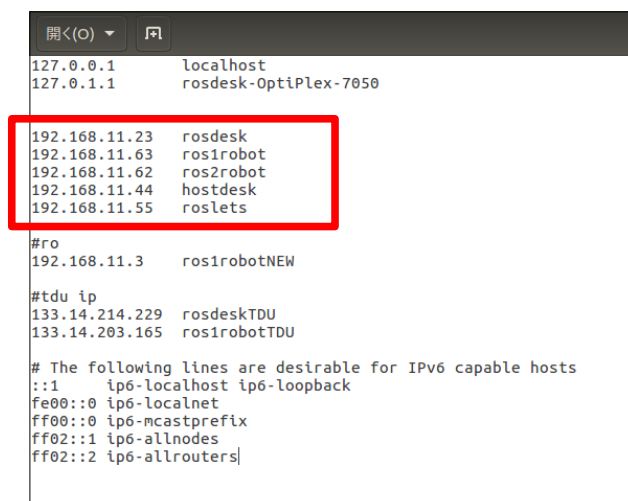 開く(O)
127.0.0.1 localhost
127.0.1.1 rosdesk-OptiPlex-7050
192.168.11.23 rosdesk
192.168.11.63 ros1robot
192.168.11.62 ros2robot
192.168.11.44 hostdesk
192.168.11.55 roslets
#ro
192.168.11.3 ros1robotNEW
#tdu ip
133.14.214.229 rosdeskTDU
133.14.203.165 ros1robotTDU
# The following lines are desirable for IPv6 capable hosts
::1 ip6-localhost ip6-loopback
fe00::0 ip6-localnet
ff00::0 ip6-mcastprefix
ff02::1 ip6-allnodes
ff02::2 ip6-allrouters